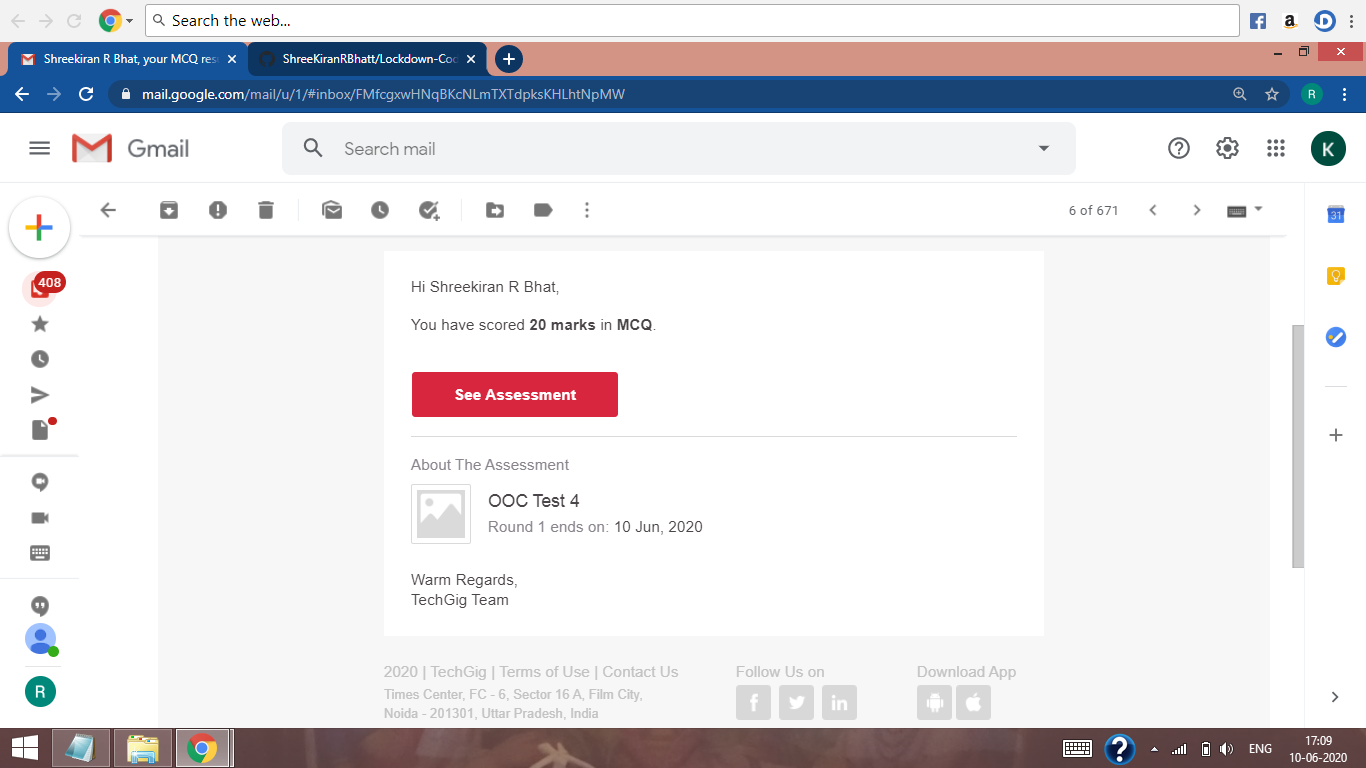 Search the web...
Shreekiran R Bhat, your MCQ res
ShreeKiranRBhatt/Lockdown-Cod
mail.google.com/mail/u/1/#inbox/FMfcgxwHNqBKcNLmTXTdpksKHLhtNpMW
R
Gmail
Search mail
K
6 of 671
31
408
Hi Shreekiran R Bhat,
You have scored 20 marks in MCQ.
See Assessment
About The Assessment
OOC Test 4
Round 1 ends on: 10 Jun, 2020
Warm Regards,
TechGig Team
2020 | TechGig | Terms of Use | Contact Us
Times Center, FC - 6, Sector 16 A, Film City,
Noida - 201301, Uttar Pradesh, India
Follow Us on
Download App
R
ENG
17:09
10-06-2020